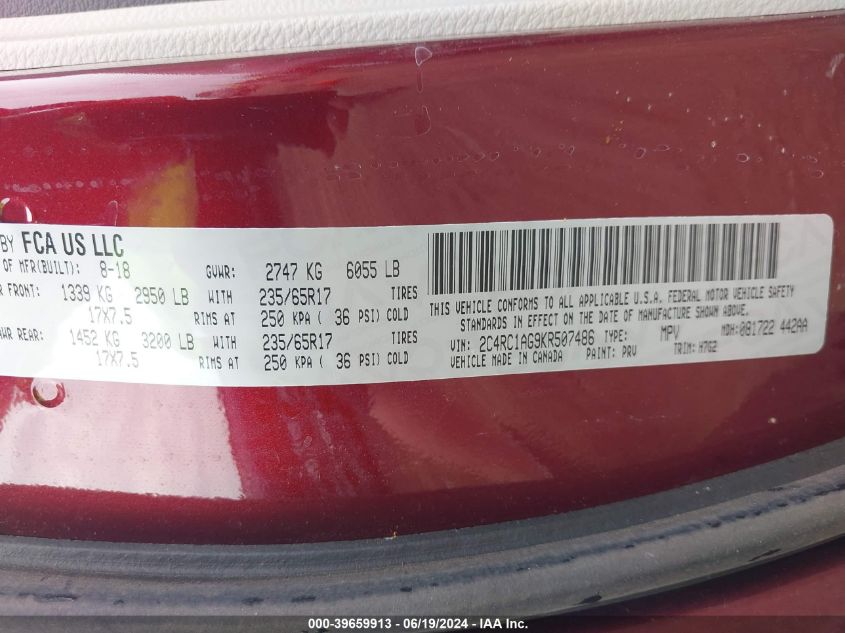 BY FCA US LLC
OF MFR(BUILT): 8-18 GVWR: 2747 KG 6055 LB
R FRONT: 1339 KG 2950 LB WITH 235/65R17 TIRES
17X7.5 RIMS AT 250 KPA ( 36 PSI) COLD
AWR REAR: 1452 KG 3200 LB WITH 235/65R17 TIRES
17X7.5 RIMS AT 250 KPA ( 36 PSI) COLD
THIS VEHICLE CONFORMS TO ALL APPLICABLE U.S.A. FEDERAL MOTOR VEHICLE SAFETY
STANDARDS IN EFFECT ON THE DATE OF MANUFACTURE SHOWN ABOVE.
VIN: 2C4RC1AG9KR507486 TYPE: MPV MDH: 081722 442AA
VEHICLE MADE IN CANADA PAINT: PRV TRIM: H7G2
000-39659913 - 06/19/2024 - IAA Inc.